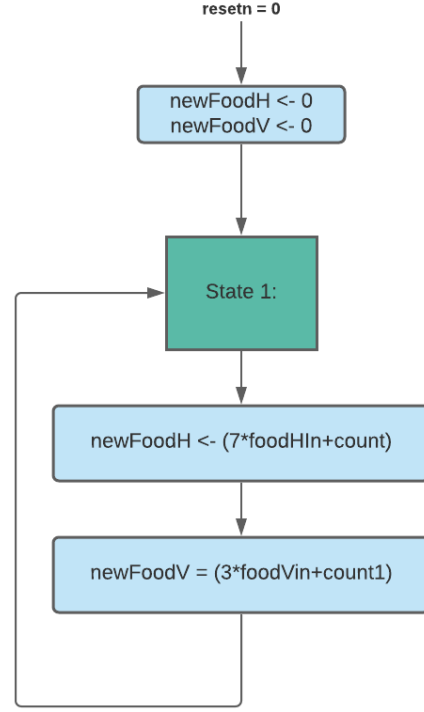 resetn = 0
newFoodH <- 0
newFoodV <- 0
State 1:
newFoodH <- (7*foodHIn+count)
newFoodV = (3*foodVin+count1)